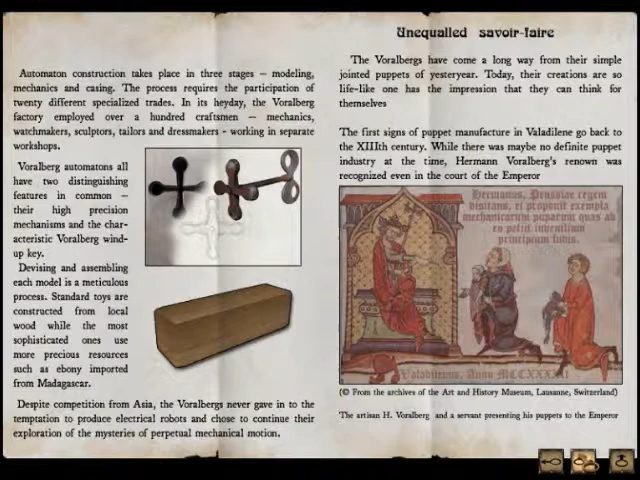 Automaton construction takes place in three stages – modeling,
mechanics and casing. The process requires the participation of
twenty different specialized trades. In its heyday, the Voralberg
factory employed over a hundred craftsmen – mechanics,
watchmakers, sculptors, tailors and dressmakers - working in separate
workshops.
Voralberg automatons all
have two distinguishing
features in common –
their high precision
mechanisms and the char-
acteristic Voralberg wind-
up key.
Devising and assembling
each model is a meticulous
process. Standard toys are
constructed from local
wood while the most
sophisticated ones use
more precious resources
such as ebony imported
from Madagascar.
Despite competition from Asia, the Voralbergs never gave in to the
temptation to produce electrical robots and chose to continue their
exploration of the mysteries of perpetual mechanical motion.
Unequalled savoir-faire
The Voralbergs have come a long way from their simple
jointed puppets of yesteryear. Today, their creations are so
life-like one has the impression that they can think for
themselves
The first signs of puppet manufacture in Valadilene go back to
the XIIIth century. While there was maybe no definite puppet
industry at the time, Hermann Voralberg's renown was
recognized even in the court of the Emperor
Hermanus, Prussiae regem
visitans, et proponit exempla
mechanicarum puparum quas ab
en petiit inventilium
principium
Anno MCCXXXXII
(© From the archives of the Art and History Museum, Lausanne, Switzerland)
The artisan H. Voralberg and a servant presenting his puppets to the Emperor